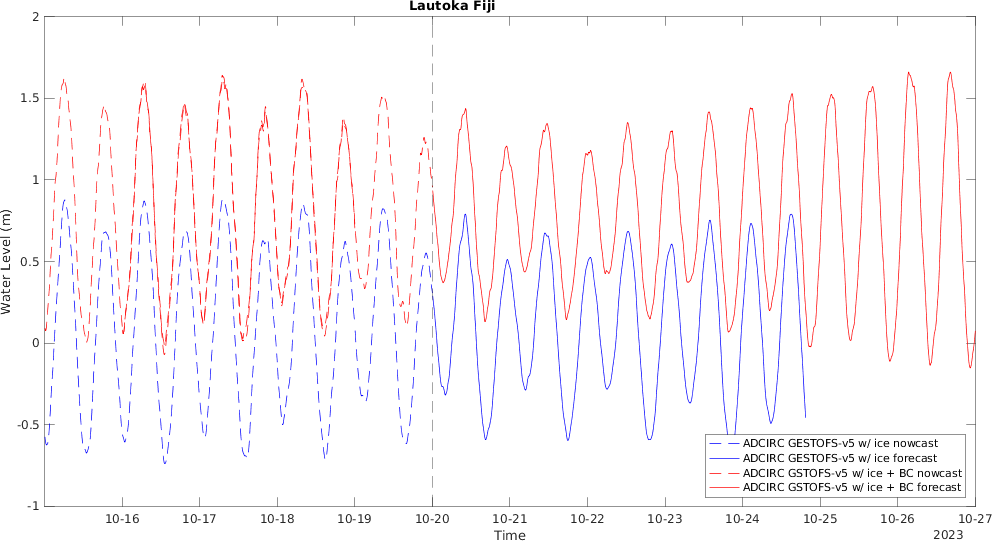 Lautoka Fiji
2
1.5
1
0.5
0
-0.5
-1
Water Level (m)
ADCIRC GESTOFS-v5 w/ ice nowcast
ADCIRC GESTOFS-v5 w/ ice forecast
ADCIRC GSTOFS-v5 w/ ice + BC nowcast
ADCIRC GSTOFS-v5 w/ ice + BC forecast
10-16 10-17 10-18 10-19 10-20 10-21 10-22 10-23 10-24 10-25 10-26 10-27
Time
2023